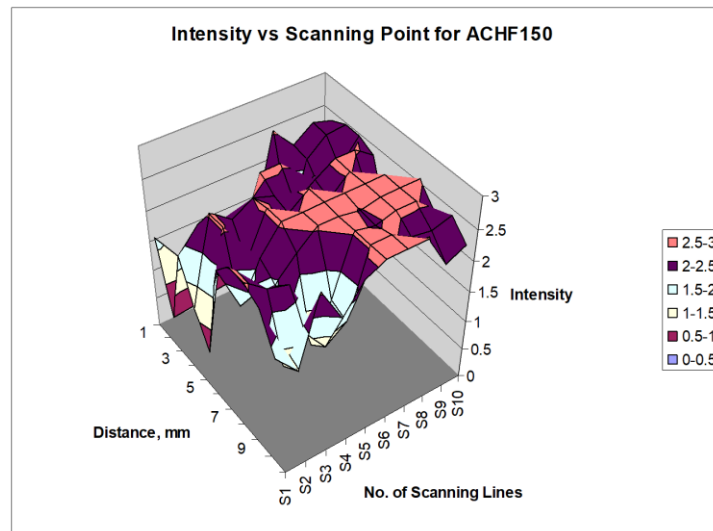 Intensity vs Scanning Point for ACHF150
3
2.5
2
1.5
1
0.5
0
Intensity
2.5-3
2-2.5
1.5-2
1-1.5
0.5-1
0-0.5
1
3
5
7
9
Distance, mm
S1
S2
S3
S4
S5
S6
S7
S8
S9
S10
No. of Scanning Lines